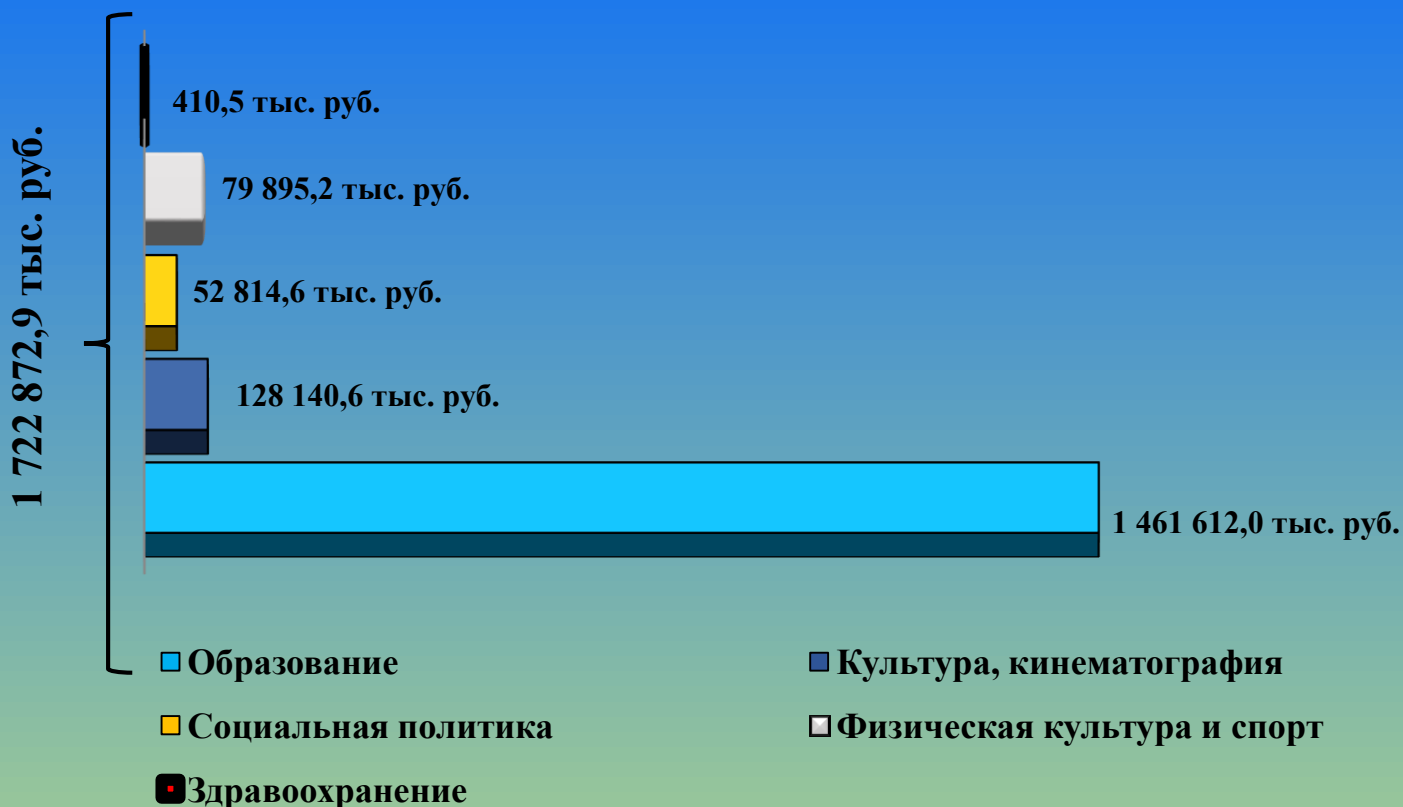 1 722 872,9 тыс. руб.
410,5 тыс. руб.
79 895,2 тыс. руб.
52 814,6 тыс. руб.
128 140,6 тыс. руб.
1 461 612,0 тыс. руб.
Образование
Культура, кинематография
Социальная политика
Физическая культура и спорт
Здравоохранение